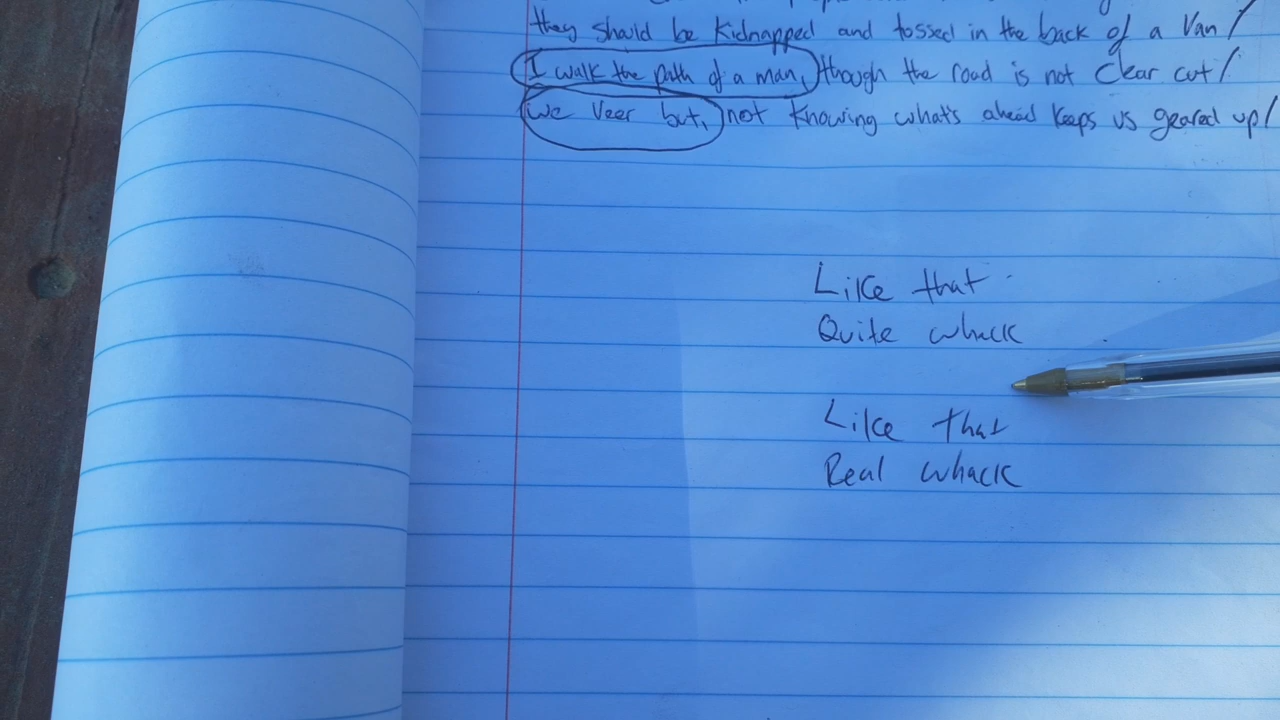 they should be kidnapped and tossed in the back of a van/
I walk the path of a man, though the road is not clear cut/
we veer but, not knowing what's ahead keeps us geared up/
Like that
Quite whack
Like that
Real whack